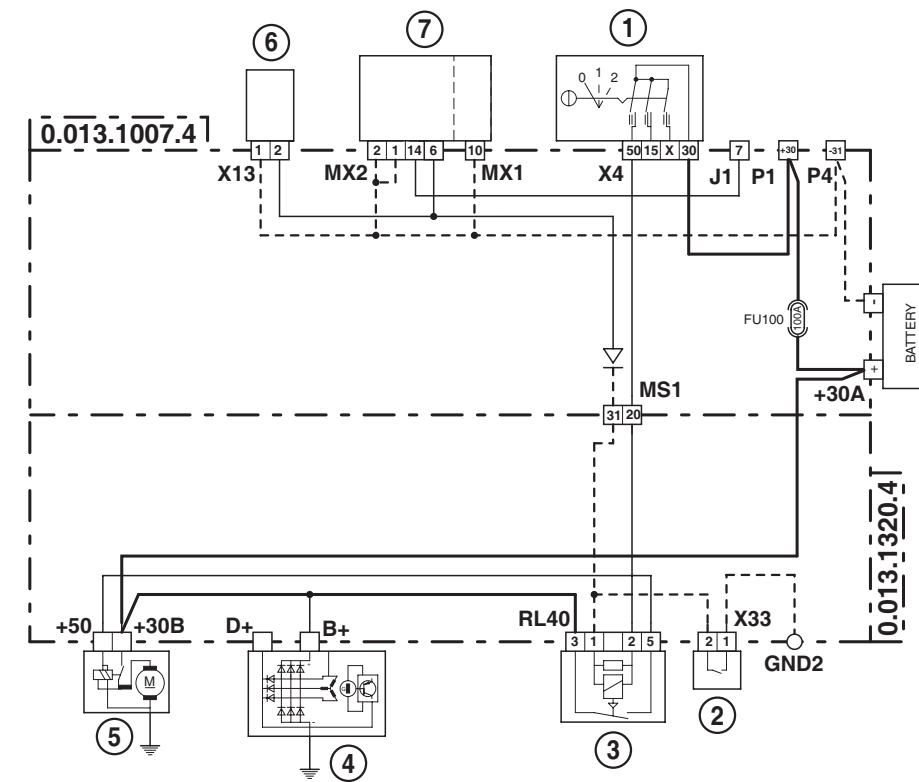 6
7
1
0 1 2
0.013.1007.4
1 2
2 1 14 6 10
50 15 X 30
7
+30
-31
X13
MX2
MX1
X4
J1
P1
P4
-
FU100
100A
BATTERY
+
+30A
MS1
31 20
0.013.1320.4
+50
+30B
D+
B+
RL40
3 1 2 5
X33
2 1
GND2
M
5
4
3
2